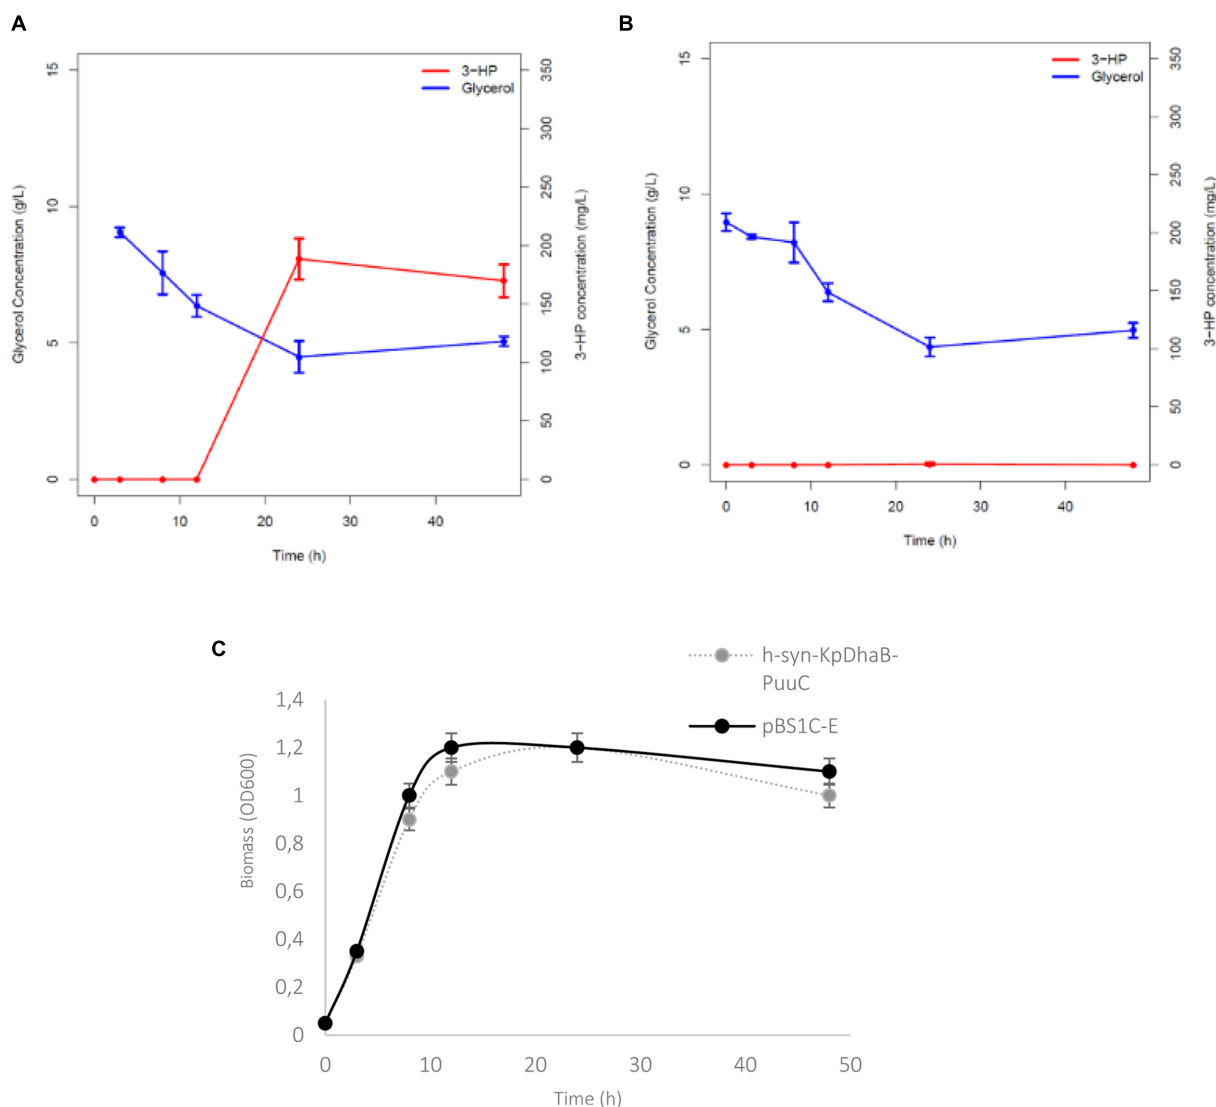 A
3-HP
Glycerol
15
10
5
0
Glycerol Concentration (g/L)
350
300
250
200
150
100
50
0
3-HP concentration (mg/L)
0
10
20
30
40
Time (h)
B
3-HP
Glycerol
15
10
5
0
Glycerol Concentration (g/L)
350
300
250
200
150
100
50
0
3-HP concentration (mg/L)
0
10
20
30
40
Time (h)
C
h-syn-KpDhaB-
PuuC
pBS1C-E
1,4
1,2
1
0,8
0,6
0,4
0,2
0
Biomass (OD600)
0
10
20
30
40
50
Time (h)